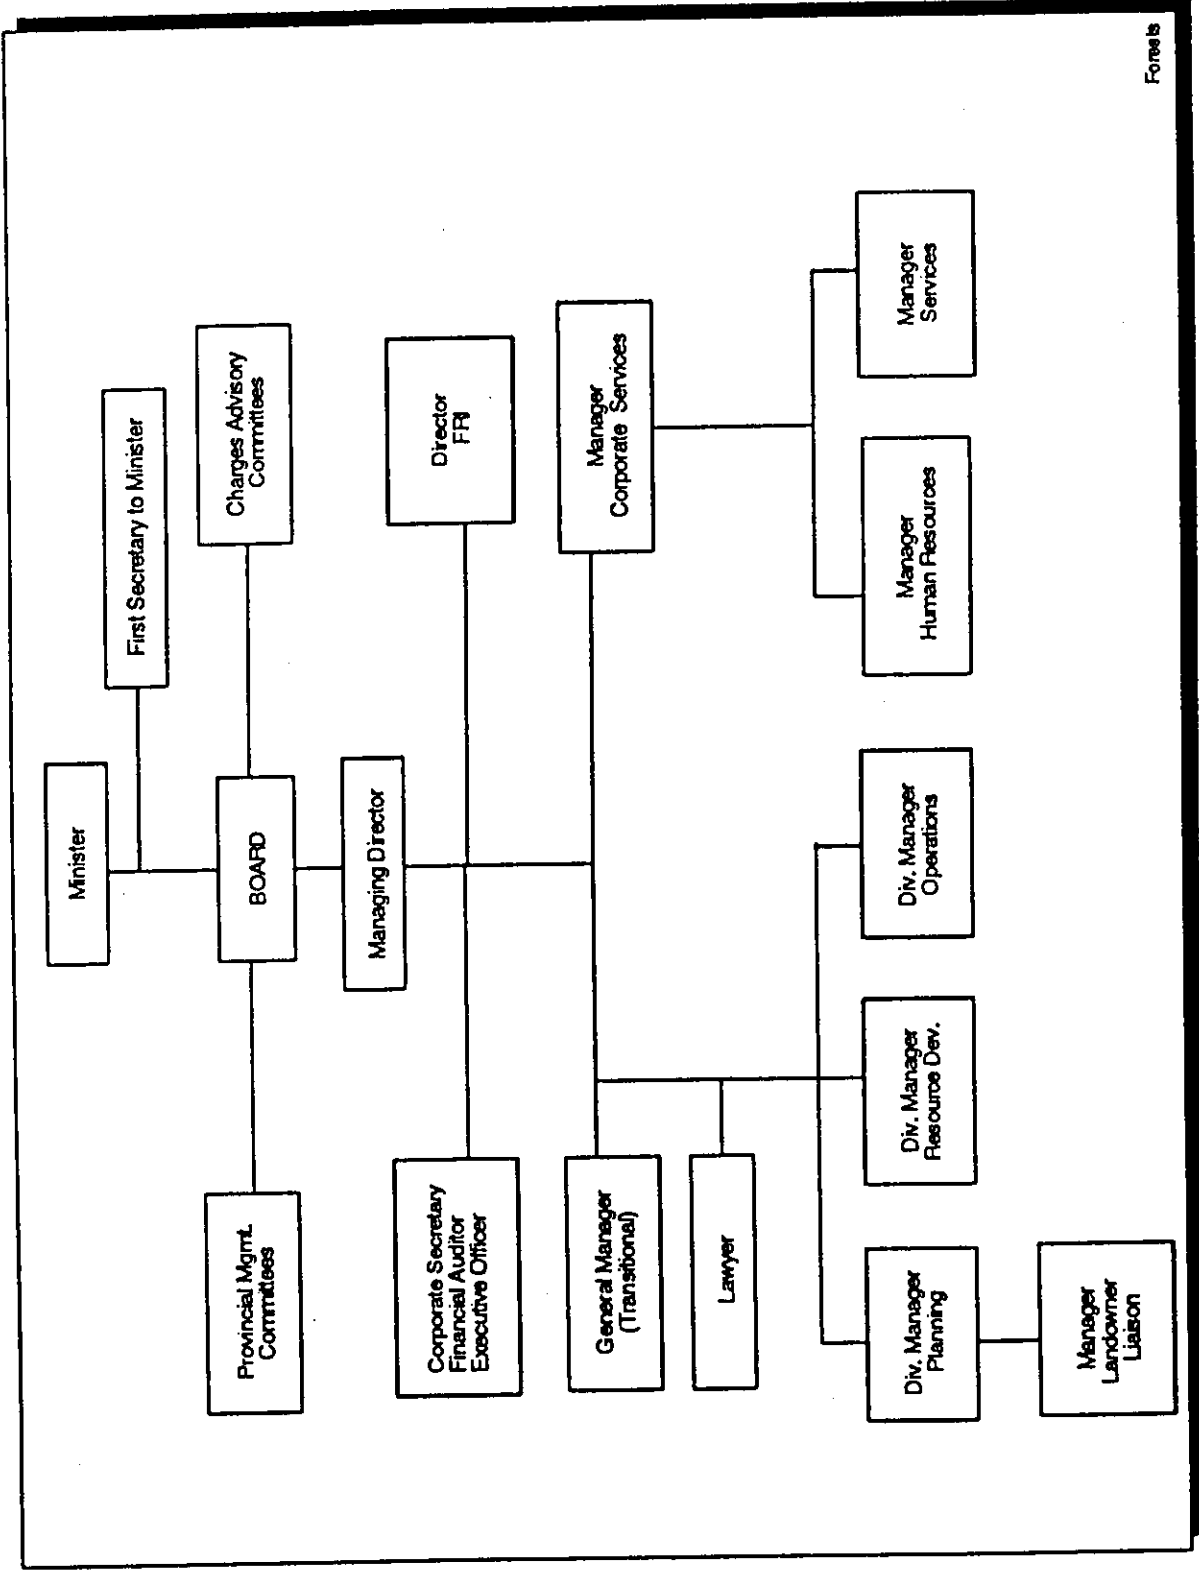 Minister
First Secretary to Minister
Provincial Mgmt.
Committees
BOARD
Charges Advisory
Committees
Managing Director
Corporate Secretary
Financial Auditor
Executive Officer
Director
FRI
General Manager
(Transitional)
Manager
Corporate Services
Lawyer
Div. Manager
Planning
Div. Manager
Resource Dev.
Div. Manager
Operations
Manager
Human Resources
Manager
Services
Manager
Landowner
Liaison
Forests